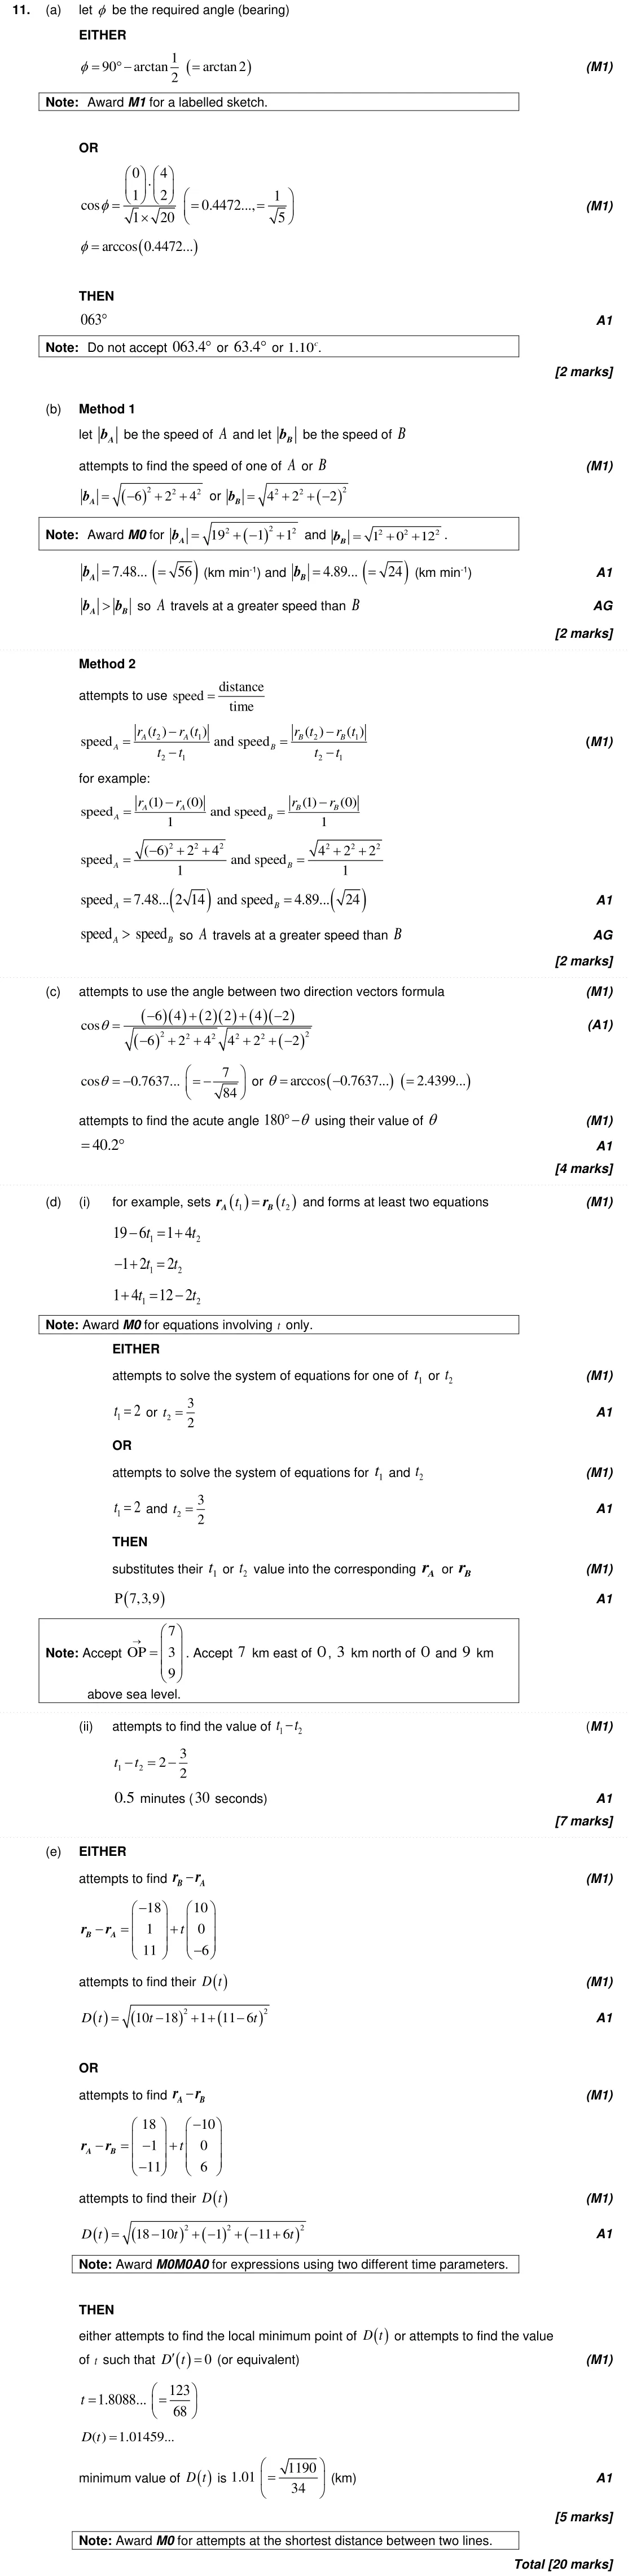 11. (a) let ϕ be the required angle (bearing)
EITHER
ϕ = 90° − arctan 1/2 (= arctan 2) (M1)
Note: Award M1 for a labelled sketch.
OR
cos ϕ = (0 1)·(4 2) / (√1 × √20) (= 0.4472..., = 1/√5) (M1)
ϕ = arccos(0.4472...)
THEN
063° A1
Note: Do not accept 063.4° or 63.4° or 1.10ᶜ.
[2 marks]
(b) Method 1
let |b_A| be the speed of A and let |b_B| be the speed of B
attempts to find the speed of one of A or B (M1)
|b_A| = √((−6)² + 2² + 4²) or |b_B| = √(4² + 2² + (−2)²)
Note: Award M0 for |b_A| = √(19² + (−1)² + 1²) and |b_B| = √(1² + 0² + 12²).
|b_A| = 7.48... (= √56) (km min⁻¹) and |b_B| = 4.89... (= √24) (km min⁻¹) A1
|b_A| > |b_B| so A travels at a greater speed than B AG
[2 marks]
Method 2
attempts to use speed = distance/time
speed_A = |r_A(t₂) − r_A(t₁)| / (t₂ − t₁) and speed_B = |r_B(t₂) − r_B(t₁)| / (t₂ − t₁) (M1)
for example:
speed_A = |r_A(1) − r_A(0)| / 1 and speed_B = |r_B(1) − r_B(0)| / 1
speed_A = √((−6)² + 2² + 4²) / 1 and speed_B = √(4² + 2² + 2²) / 1
speed_A = 7.48...(2√14) and speed_B = 4.89...(√24) A1
speed_A > speed_B so A travels at a greater speed than B AG
[2 marks]
(c) attempts to use the angle between two direction vectors formula (M1)
cos θ = ((−6)(4) + (2)(2) + (4)(−2)) / (√((−6)² + 2² + 4²) √(4² + 2² + (−2)²)) (A1)
cos θ = −0.7637... (= −7/√84) or θ = arccos(−0.7637...) (= 2.4399...)
attempts to find the acute angle 180° − θ using their value of θ (M1)
= 40.2° A1
[4 marks]
(d) (i) for example, sets r_A(t₁) = r_B(t₂) and forms at least two equations (M1)
19 − 6t₁ = 1 + 4t₂
−1 + 2t₁ = 2t₂
1 + 4t₁ = 12 − 2t₂
Note: Award M0 for equations involving t only.
EITHER
attempts to solve the system of equations for one of t₁ or t₂ (M1)
t₁ = 2 or t₂ = 3/2 A1
OR
attempts to solve the system of equations for t₁ and t₂ (M1)
t₁ = 2 and t₂ = 3/2 A1
THEN
substitutes their t₁ or t₂ value into the corresponding r_A or r_B (M1)
P(7,3,9) A1
Note: Accept OP→ = (7 3 9). Accept 7 km east of O, 3 km north of O and 9 km
above sea level.
(ii) attempts to find the value of t₁ − t₂ (M1)
t₁ − t₂ = 2 − 3/2
0.5 minutes (30 seconds) A1
[7 marks]
(e) EITHER
attempts to find r_B − r_A (M1)
r_B − r_A = (−18 1 11) + t(10 0 −6)
attempts to find their D(t) (M1)
D(t) = √((10t − 18)² + 1 + (11 − 6t)²) A1
OR
attempts to find r_A − r_B (M1)
r_A − r_B = (18 −1 −11) + t(−10 0 6)
attempts to find their D(t) (M1)
D(t) = √((18 − 10t)² + (−1)² + (−11 + 6t)²) A1
Note: Award M0M0A0 for expressions using two different time parameters.
THEN
either attempts to find the local minimum point of D(t) or attempts to find the value
of t such that D′(t) = 0 (or equivalent) (M1)
t = 1.8088... (= 123/68)
D(t) = 1.01459...
minimum value of D(t) is 1.01 (= √1190/34) (km) A1
[5 marks]
Note: Award M0 for attempts at the shortest distance between two lines.
Total [20 marks]